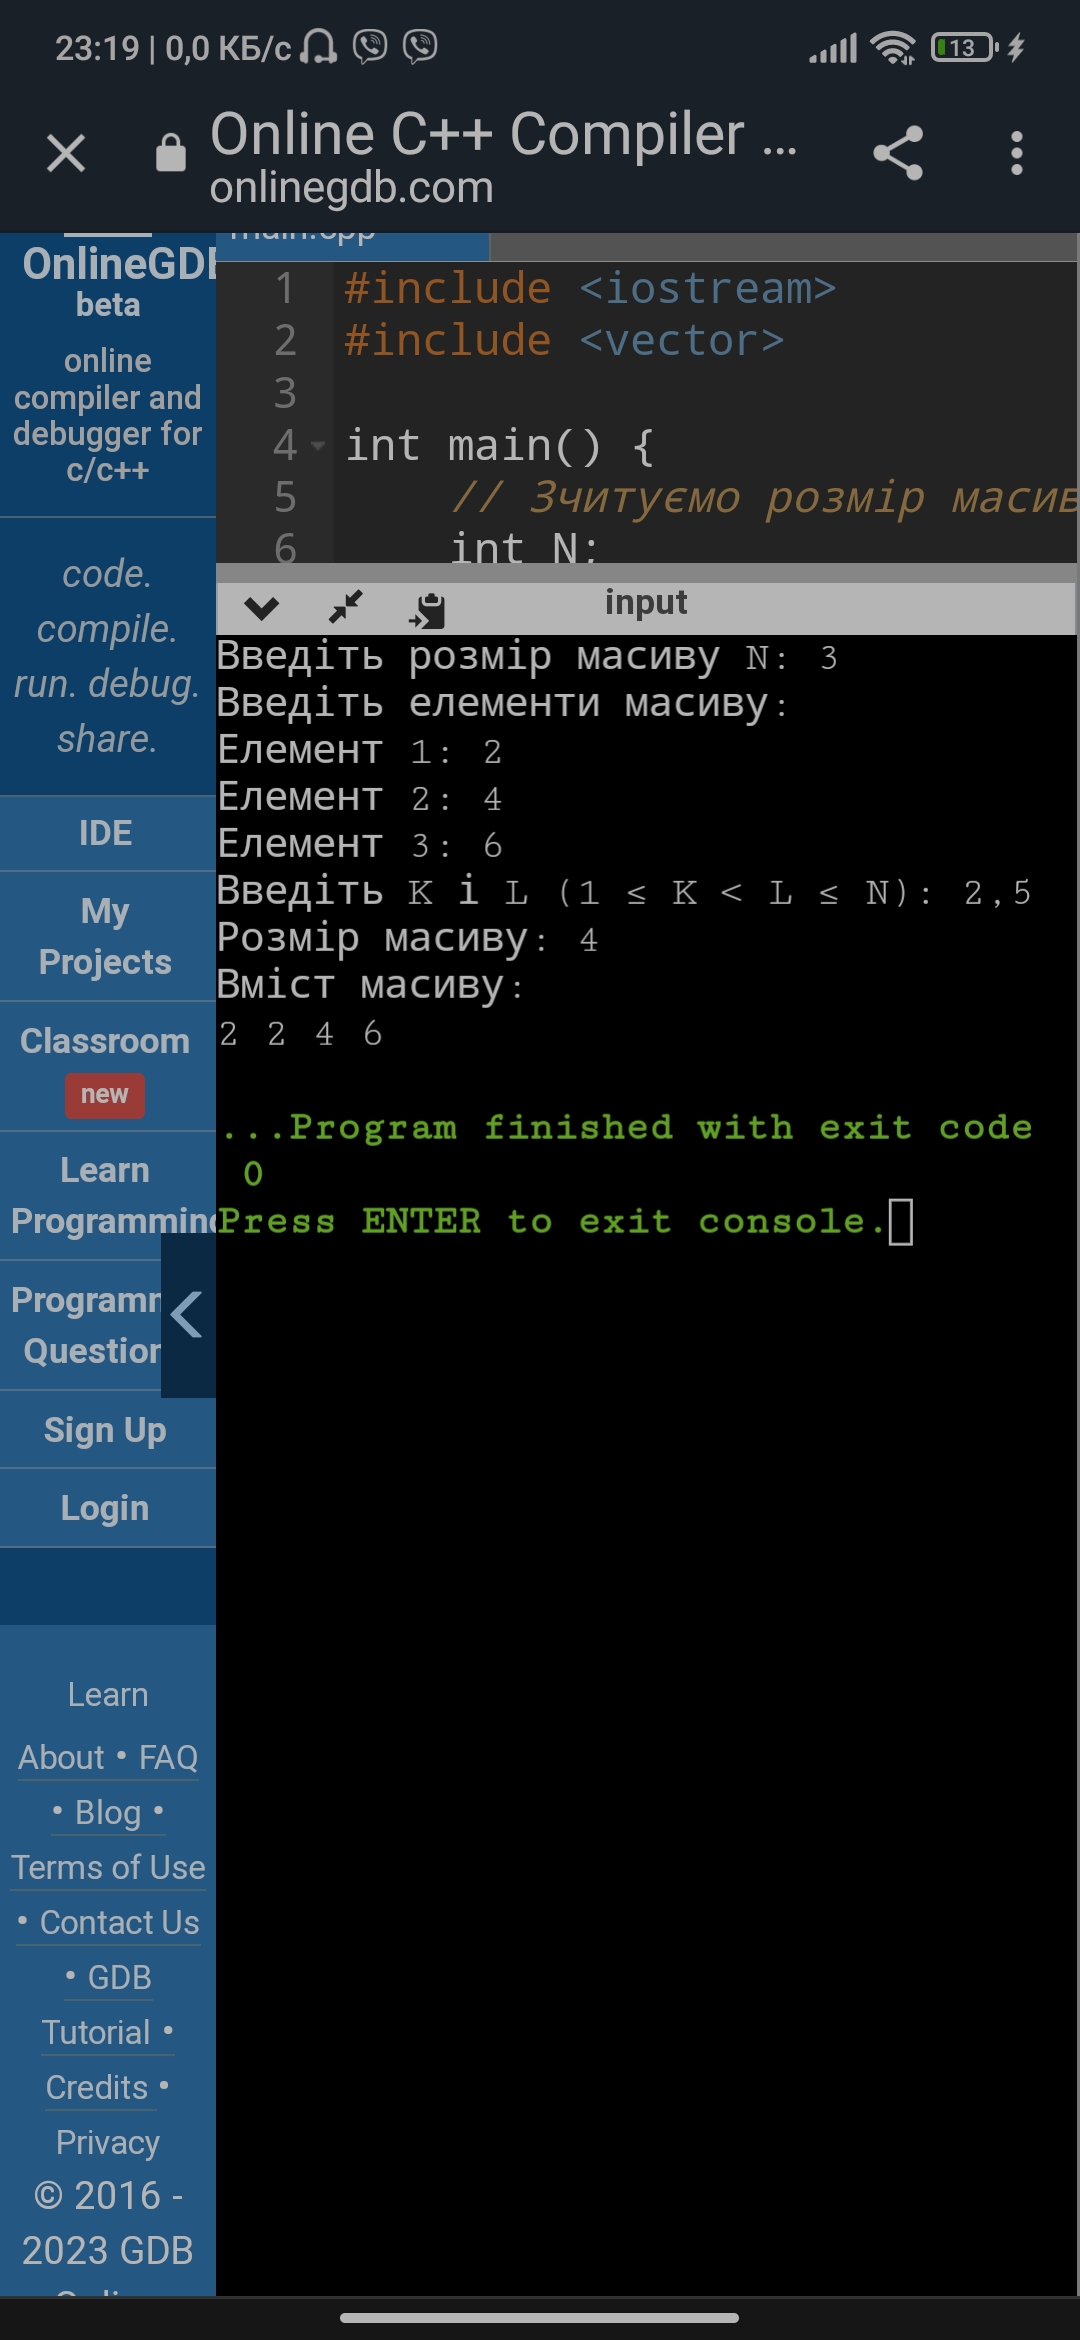 23:19 | 0,0 КБ/с
13
Online C++ Compiler ...
onlinegdb.com
main.cpp
OnlineGDB
beta
online
compiler and
debugger for
c/c++
code.
compile.
run. debug.
share.
IDE
My
Projects
Classroom
new
Learn
Programming
Programm
Question
Sign Up
Login
Learn
About • FAQ
• Blog •
Terms of Use
• Contact Us
• GDB
Tutorial •
Credits •
Privacy
© 2016 -
2023 GDB
1 #include <iostream>
2 #include <vector>
3
4 int main() {
5 // Зчитуємо розмір масив
6 int N;
input
Введіть розмір масиву N: 3
Введіть елементи масиву:
Елемент 1: 2
Елемент 2: 4
Елемент 3: 6
Введіть K і L (1 ≤ K < L ≤ N): 2,5
Розмір масиву: 4
Вміст масиву:
2 2 4 6
...Program finished with exit code
0
Press ENTER to exit console.